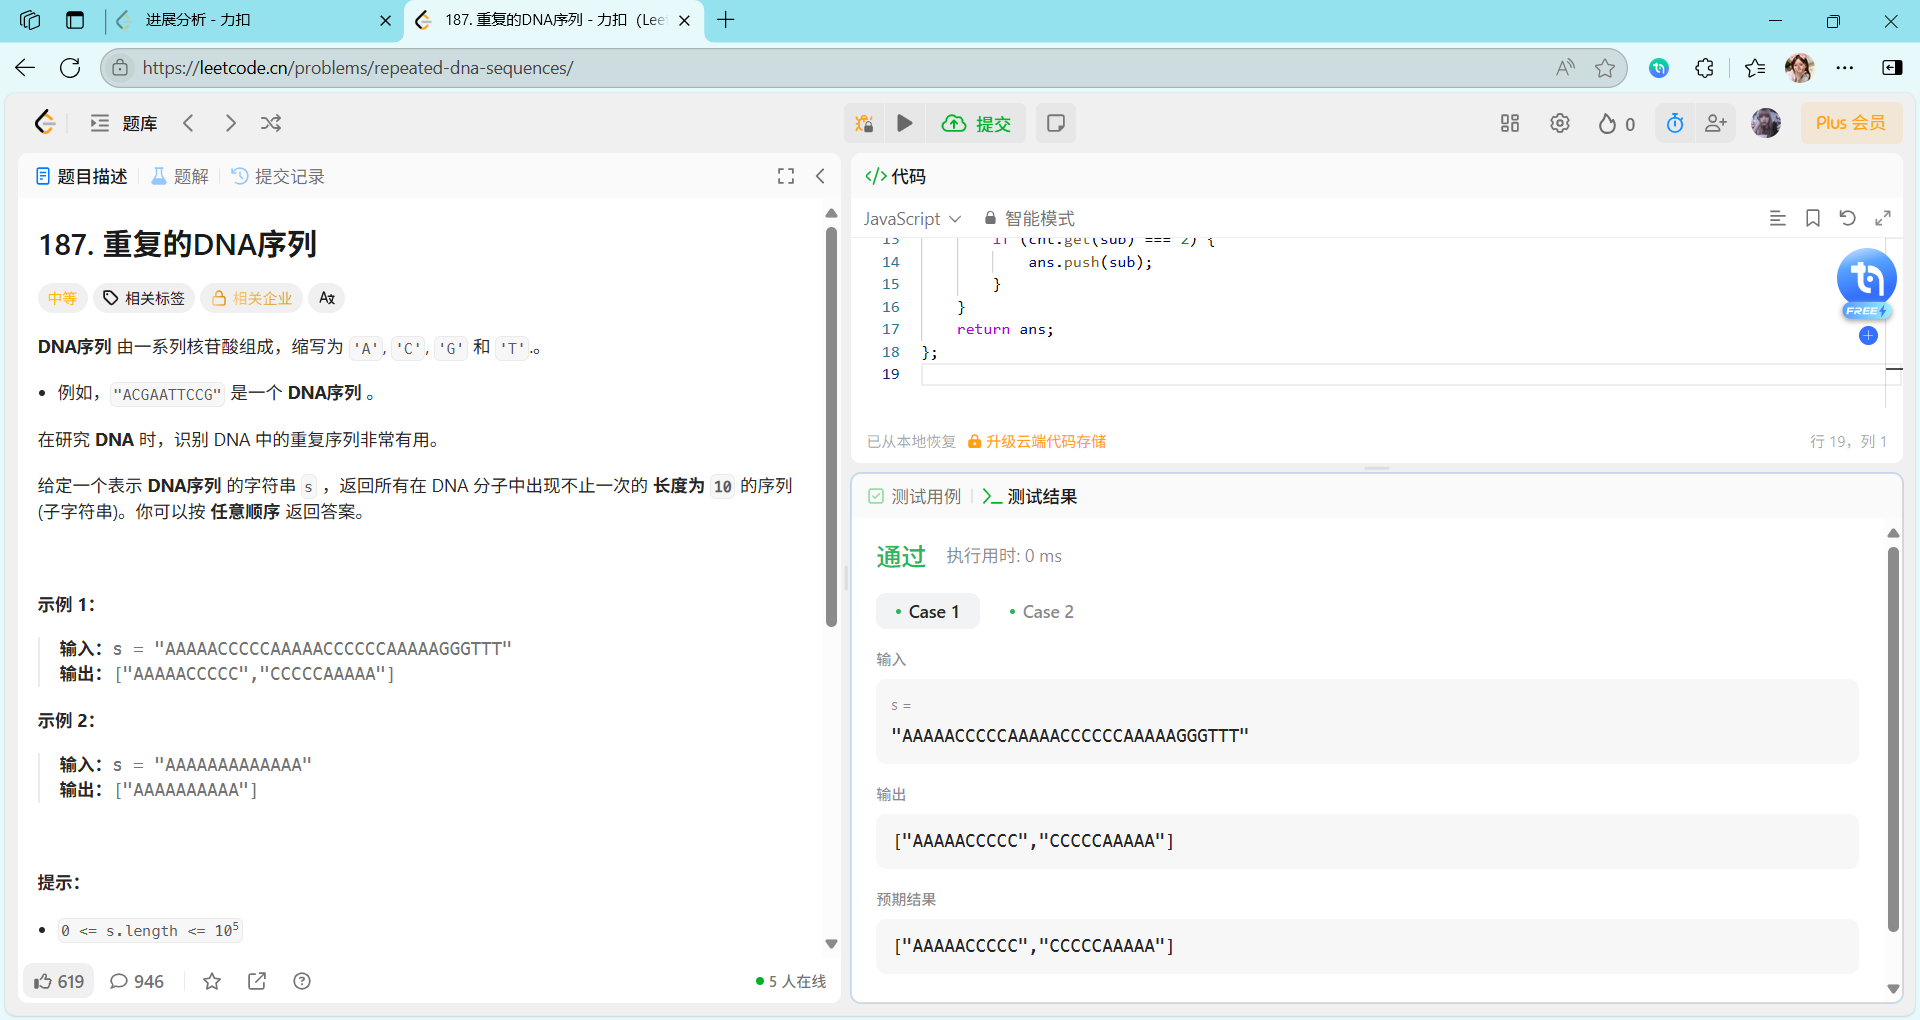 进展分析 - 力扣
187. 重复的DNA序列 - 力扣（Lee
https://leetcode.cn/problems/repeated-dna-sequences/
题库
提交
0
Plus 会员
题目描述
题解
提交记录
187. 重复的DNA序列
中等
相关标签
相关企业
DNA序列 由一系列核苷酸组成，缩写为 'A', 'C', 'G' 和 'T'.。
• 例如，"ACGAATTCCG" 是一个 DNA序列 。
在研究 DNA 时，识别 DNA 中的重复序列非常有用。
给定一个表示 DNA序列 的字符串 s ，返回所有在 DNA 分子中出现不止一次的 长度为 10 的序列
(子字符串)。你可以按 任意顺序 返回答案。
示例 1：
输入：s = "AAAAACCCCCAAAAACCCCCCAAAAAGGGTTT"
输出：["AAAAACCCCC","CCCCCAAAAA"]
示例 2：
输入：s = "AAAAAAAAAAAAA"
输出：["AAAAAAAAAA"]
提示：
• 0 <= s.length <= 10⁵
619
946
5 人在线
代码
JavaScript
智能模式
13 if (cnt.get(sub) === 2) {
14 ans.push(sub);
15 }
16 }
17 return ans;
18 };
19
FREE
已从本地恢复
升级云端代码存储
行 19，列 1
测试用例
测试结果
通过
执行用时: 0 ms
• Case 1
• Case 2
输入
s =
"AAAAACCCCCAAAAACCCCCCAAAAAGGGTTT"
输出
["AAAAACCCCC","CCCCCAAAAA"]
预期结果
["AAAAACCCCC","CCCCCAAAAA"]